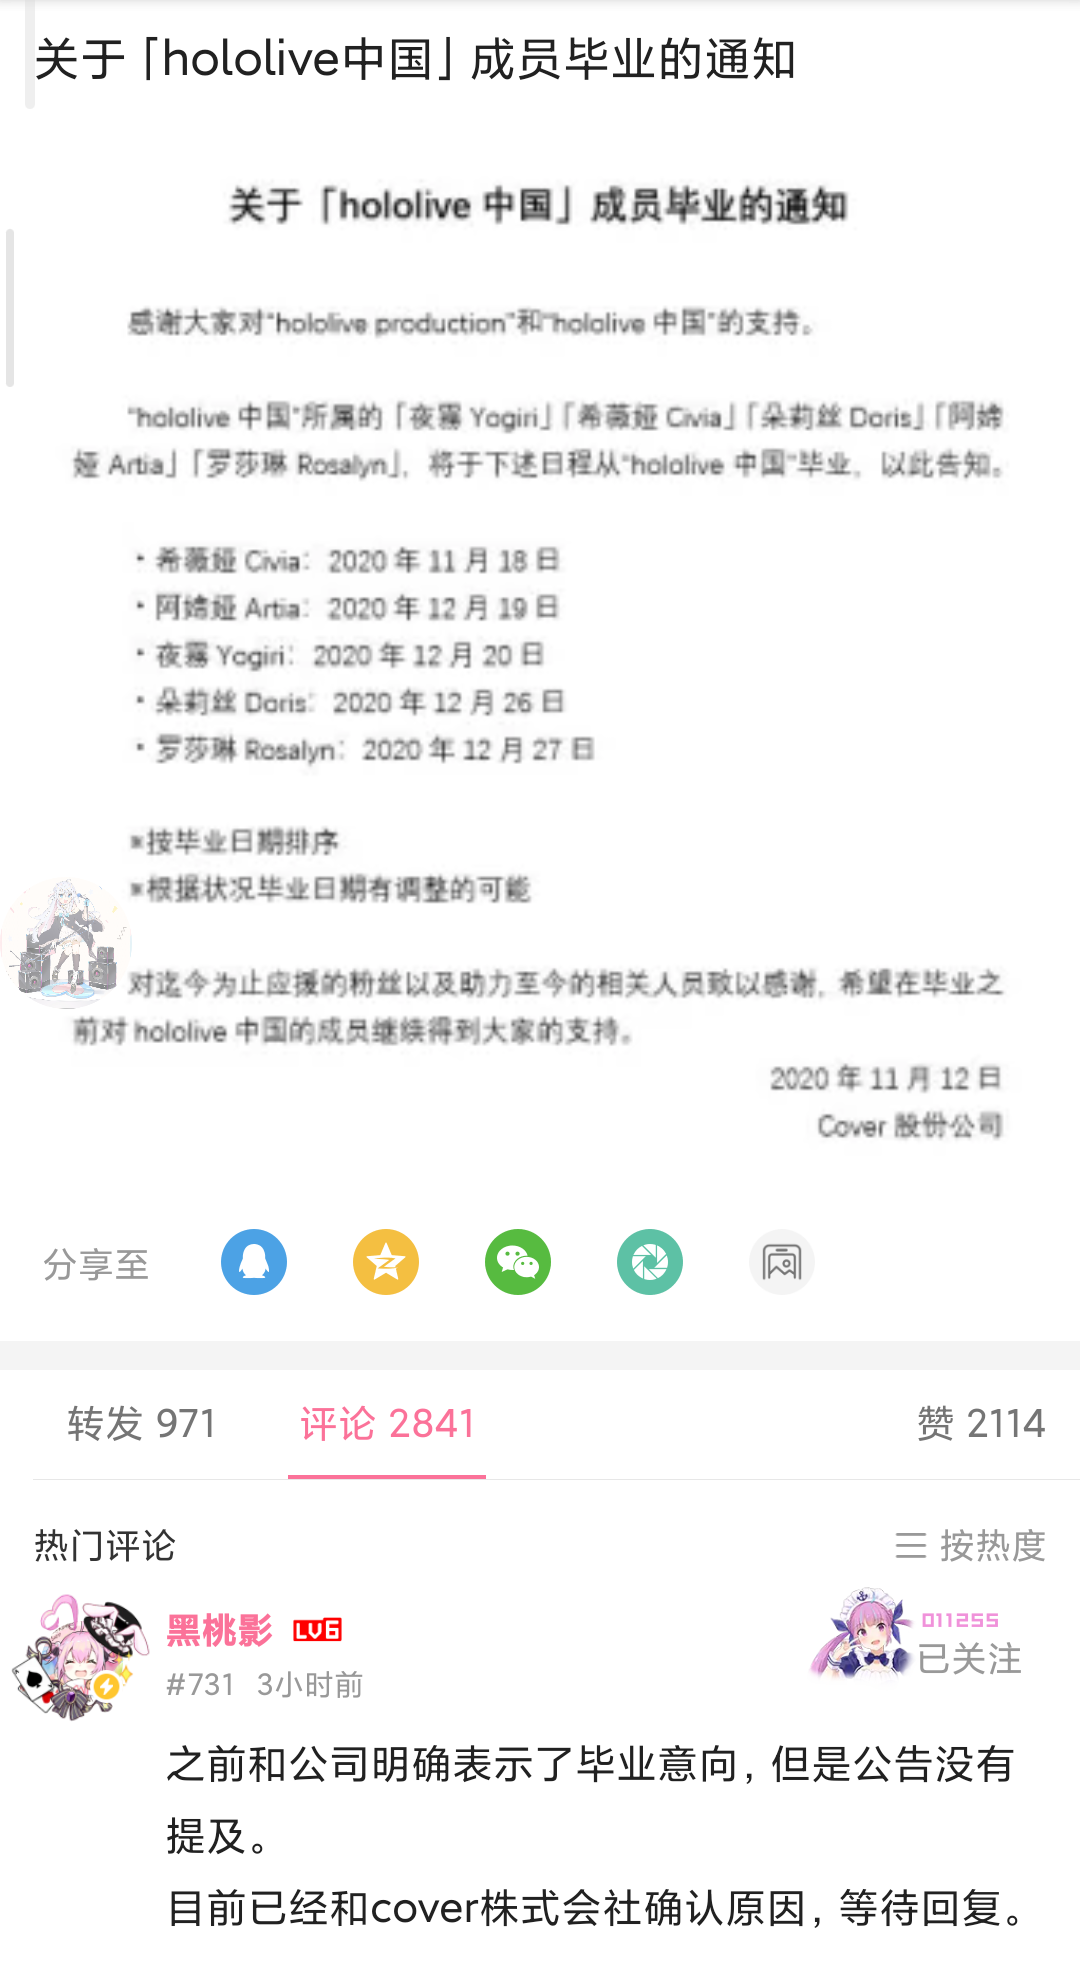 关于「hololive中国」成员毕业的通知
关于「hololive 中国」成员毕业的通知
感谢大家对“hololive production”和“hololive 中国”的支持。
“hololive 中国”所属的「夜霧 Yogiri」「希薇娅 Civia」「朵莉丝 Doris」「阿媂
娅 Artia」「罗莎琳 Rosalyn」，将于下述日程从“hololive 中国”毕业，以此告知。
・希薇娅 Civia：2020 年 11 月 18 日
・阿媂娅 Artia：2020 年 12 月 19 日
・夜霧 Yogiri：2020 年 12 月 20 日
・朵莉丝 Doris：2020 年 12 月 26 日
・罗莎琳 Rosalyn：2020 年 12 月 27 日
※按毕业日期排序
※根据状况毕业日期有调整的可能
对迄今为止应援的粉丝以及助力至今的相关人员致以感谢，希望在毕业之
前对 hololive 中国的成员继续得到大家的支持。
2020 年 11 月 12 日
Cover 股份公司
分享至
转发 971 评论 2841 赞 2114
热门评论 按热度
黑桃影 LV6 011255
#731 3小时前 已关注
之前和公司明确表示了毕业意向，但是公告没有
提及。
目前已经和cover株式会社确认原因，等待回复。